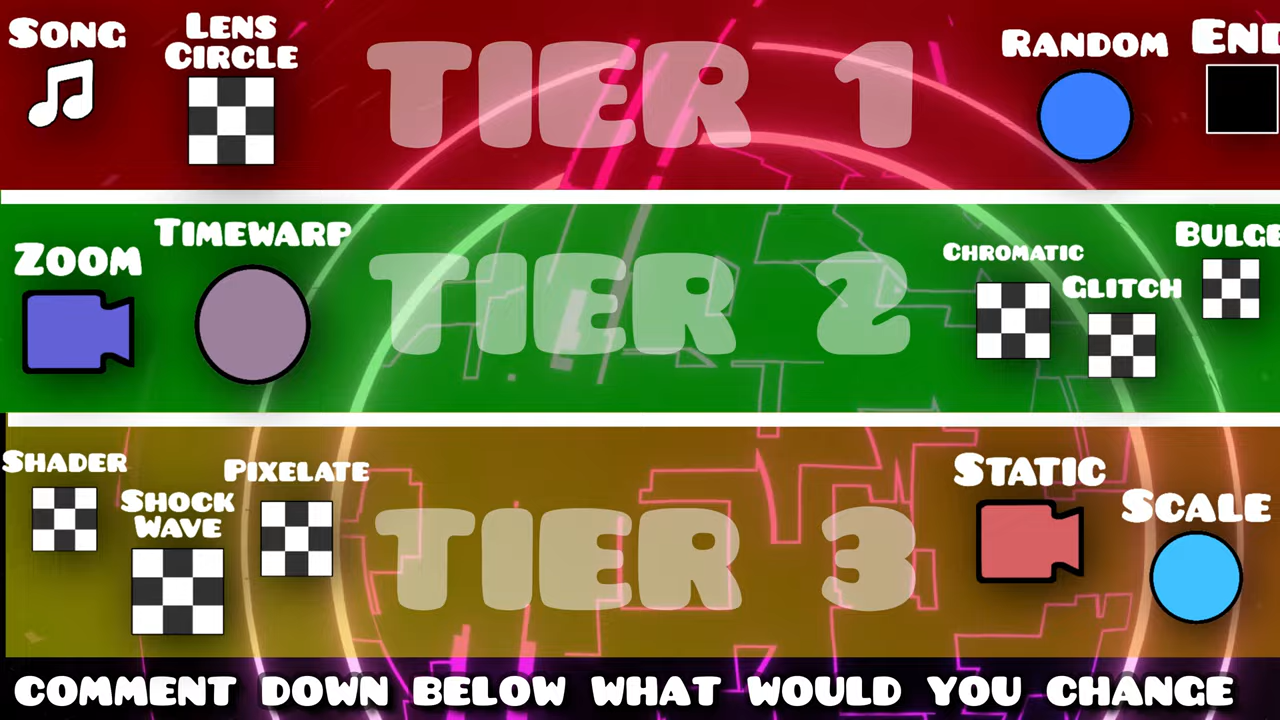 SONG
LENS
CIRCLE
TIER 1
RANDOM
END
ZOOM
TIMEWARP
TIER 2
CHROMATIC
GLITCH
BULGE
SHADER
SHOCK
WAVE
PIXELATE
TIER 3
STATIC
SCALE
COMMENT DOWN BELOW WHAT WOULD YOU CHANGE